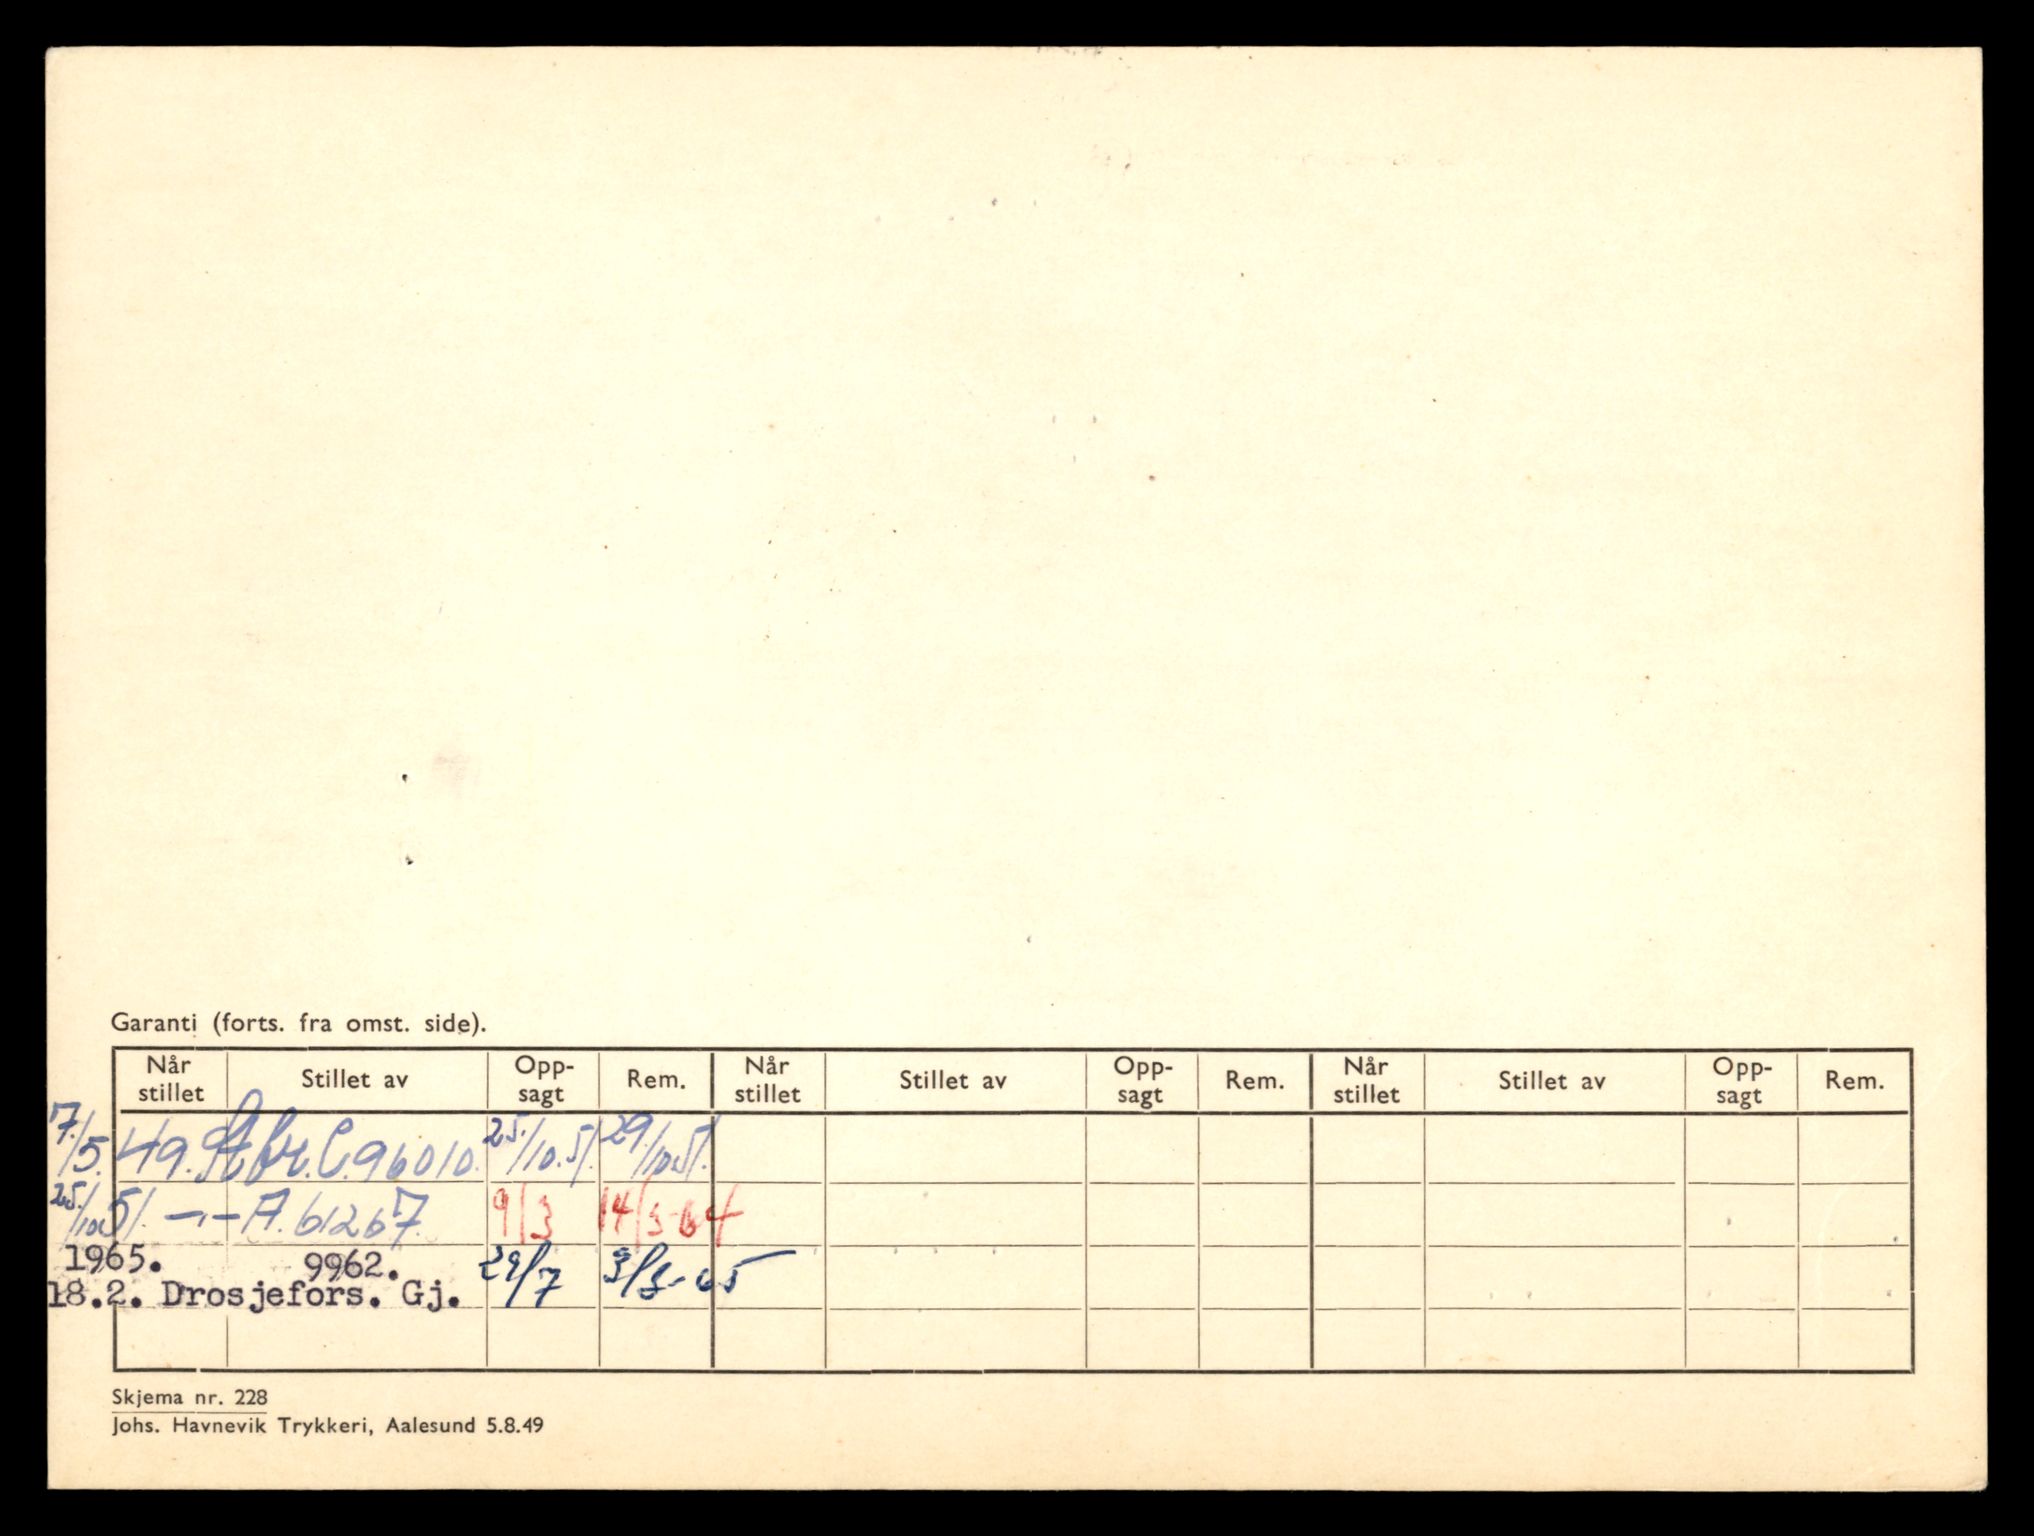 Garanti (forts. fra omst. side).
Når stillet Stillet av Opp-sagt Rem. Når stillet Stillet av Opp-sagt Rem. Når stillet Stillet av Opp-sagt Rem.
7./5. 49. C.96010. 25./10.51. 29./10.51.
25./10.51. —"— A.61267. 9/3 14/3-64
1965. 9962. 29/7
18.2. Drosjefors. Gj.
Skjema nr. 228
Johs. Havnevik Trykkeri, Aalesund 5.8.49